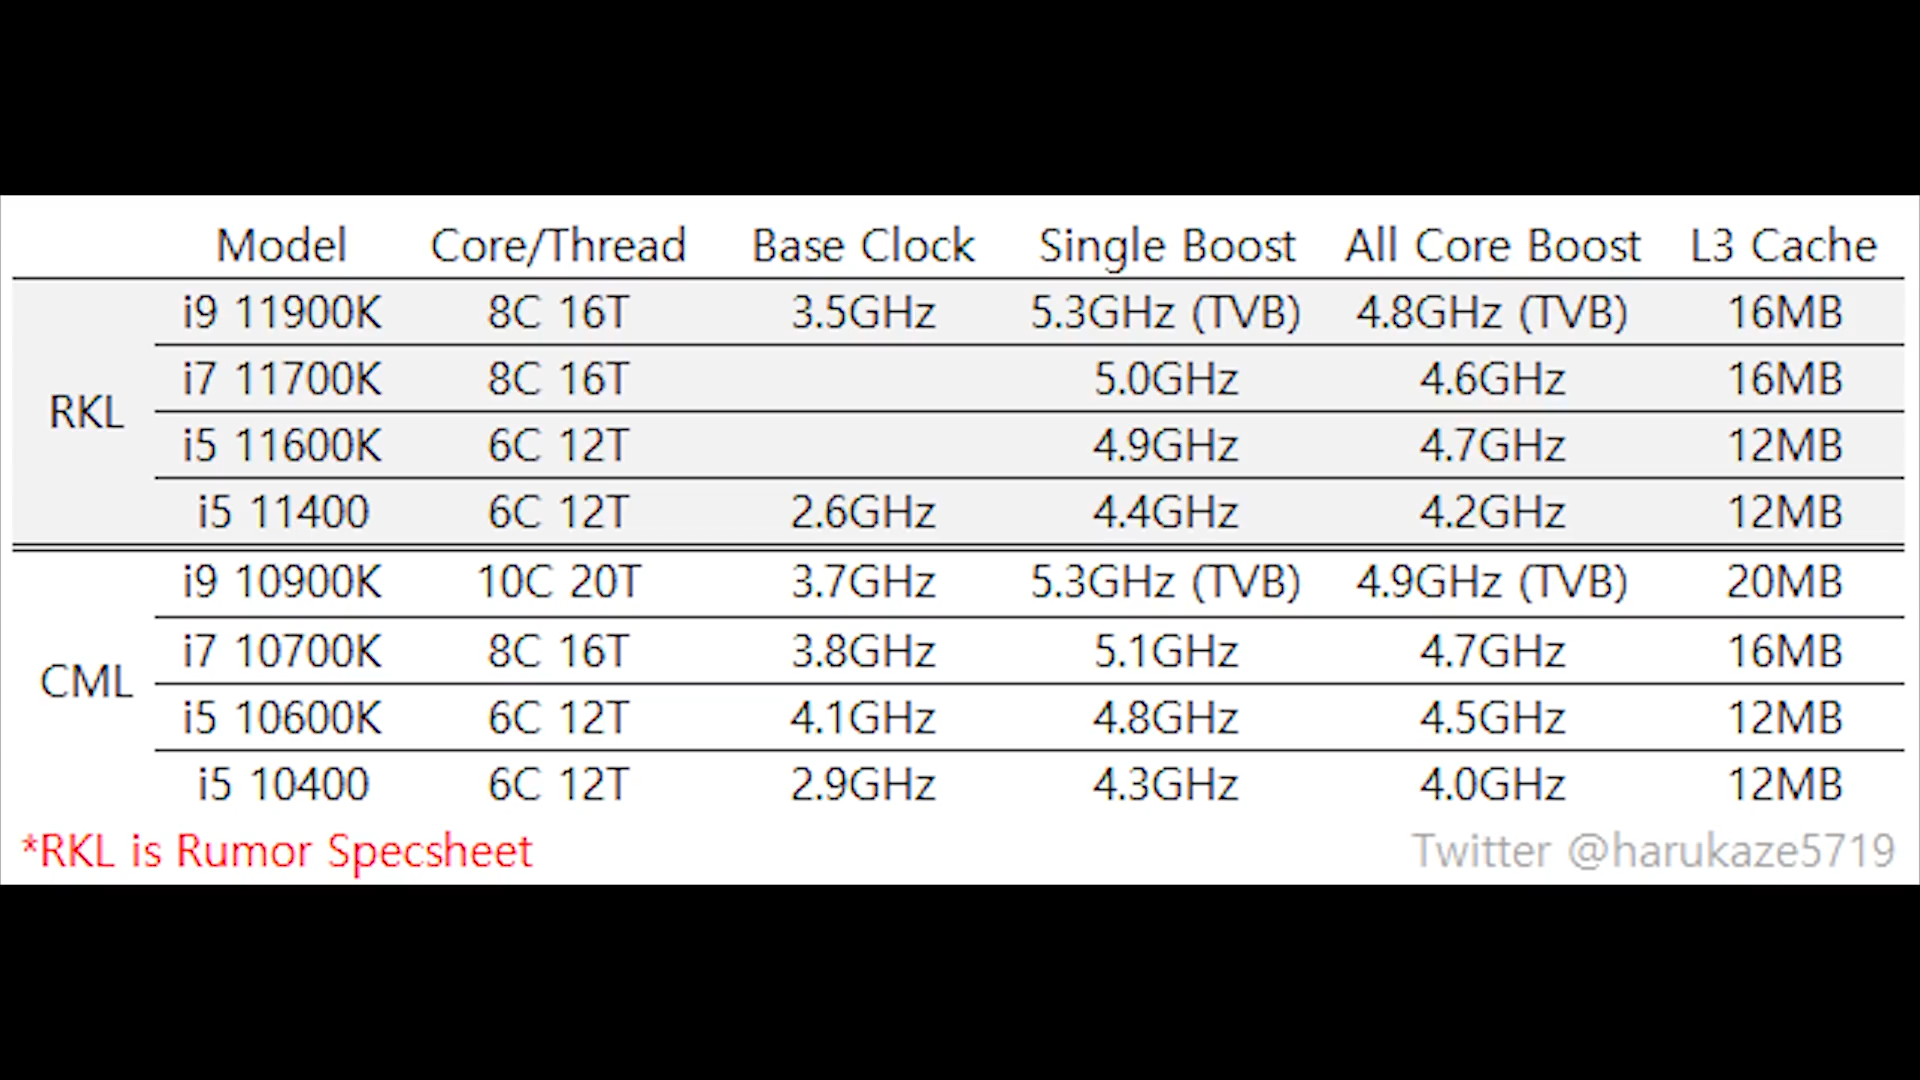 Model Core/Thread Base Clock Single Boost All Core Boost L3 Cache
i9 11900K 8C 16T 3.5GHz 5.3GHz (TVB) 4.8GHz (TVB) 16MB
i7 11700K 8C 16T 5.0GHz 4.6GHz 16MB
RKL
i5 11600K 6C 12T 4.9GHz 4.7GHz 12MB
i5 11400 6C 12T 2.6GHz 4.4GHz 4.2GHz 12MB
i9 10900K 10C 20T 3.7GHz 5.3GHz (TVB) 4.9GHz (TVB) 20MB
i7 10700K 8C 16T 3.8GHz 5.1GHz 4.7GHz 16MB
CML
i5 10600K 6C 12T 4.1GHz 4.8GHz 4.5GHz 12MB
i5 10400 6C 12T 2.9GHz 4.3GHz 4.0GHz 12MB
*RKL is Rumor Specsheet
Twitter @harukaze5719